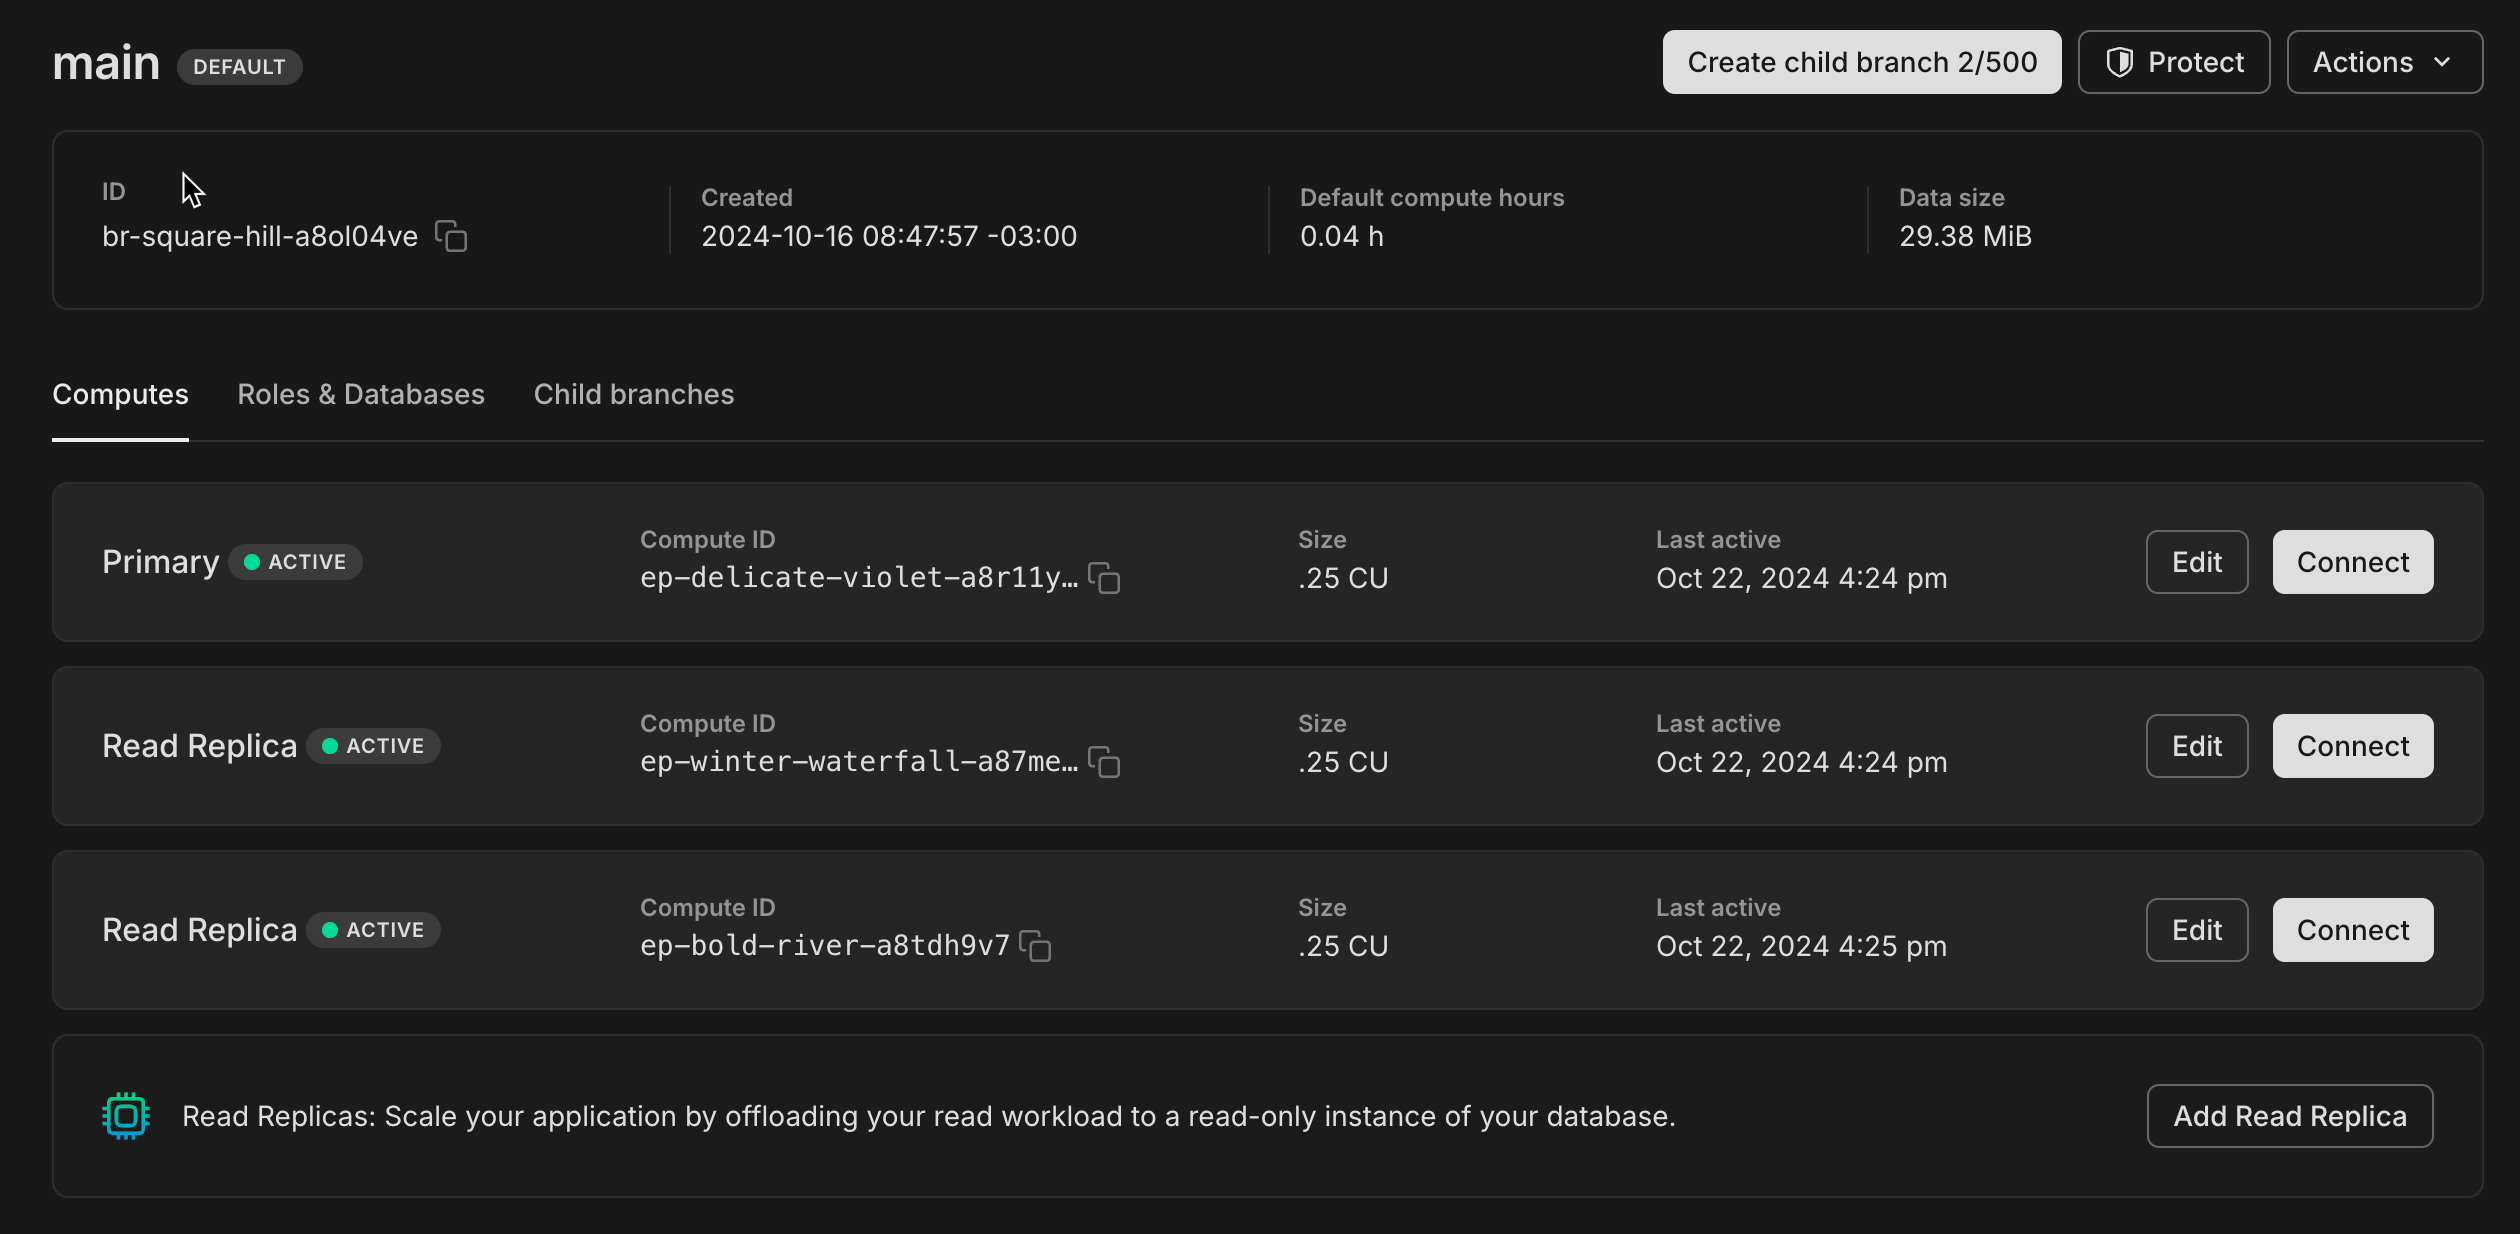 main DEFAULT Create child branch 2/500 Protect Actions
ID
br-square-hill-a8ol04ve
Created
2024-10-16 08:47:57 -03:00
Default compute hours
0.04 h
Data size
29.38 MiB
Computes Roles & Databases Child branches
Primary ACTIVE
Compute ID
ep-delicate-violet-a8r11y…
Size
.25 CU
Last active
Oct 22, 2024 4:24 pm
Edit Connect
Read Replica ACTIVE
Compute ID
ep-winter-waterfall-a87me…
Size
.25 CU
Last active
Oct 22, 2024 4:24 pm
Edit Connect
Read Replica ACTIVE
Compute ID
ep-bold-river-a8tdh9v7
Size
.25 CU
Last active
Oct 22, 2024 4:25 pm
Edit Connect
Read Replicas: Scale your application by offloading your read workload to a read-only instance of your database.
Add Read Replica